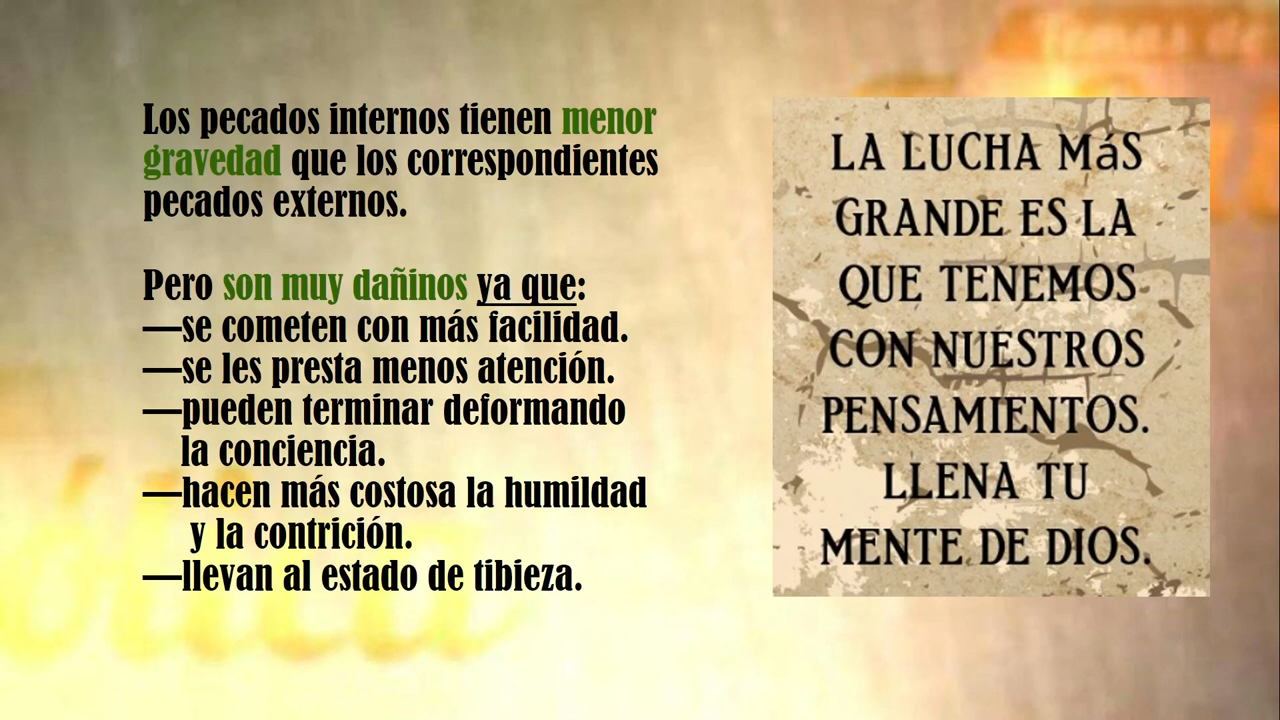 Los pecados internos tienen menor
gravedad que los correspondientes
pecados externos.
Pero son muy dañinos ya que:
—se cometen con más facilidad.
—se les presta menos atención.
—pueden terminar deformando
la conciencia.
—hacen más costosa la humildad
y la contrición.
—llevan al estado de tibieza.
LA LUCHA MáS
GRANDE ES LA
QUE TENEMOS
CON NUESTROS
PENSAMIENTOS.
LLENA TU
MENTE DE DIOS.